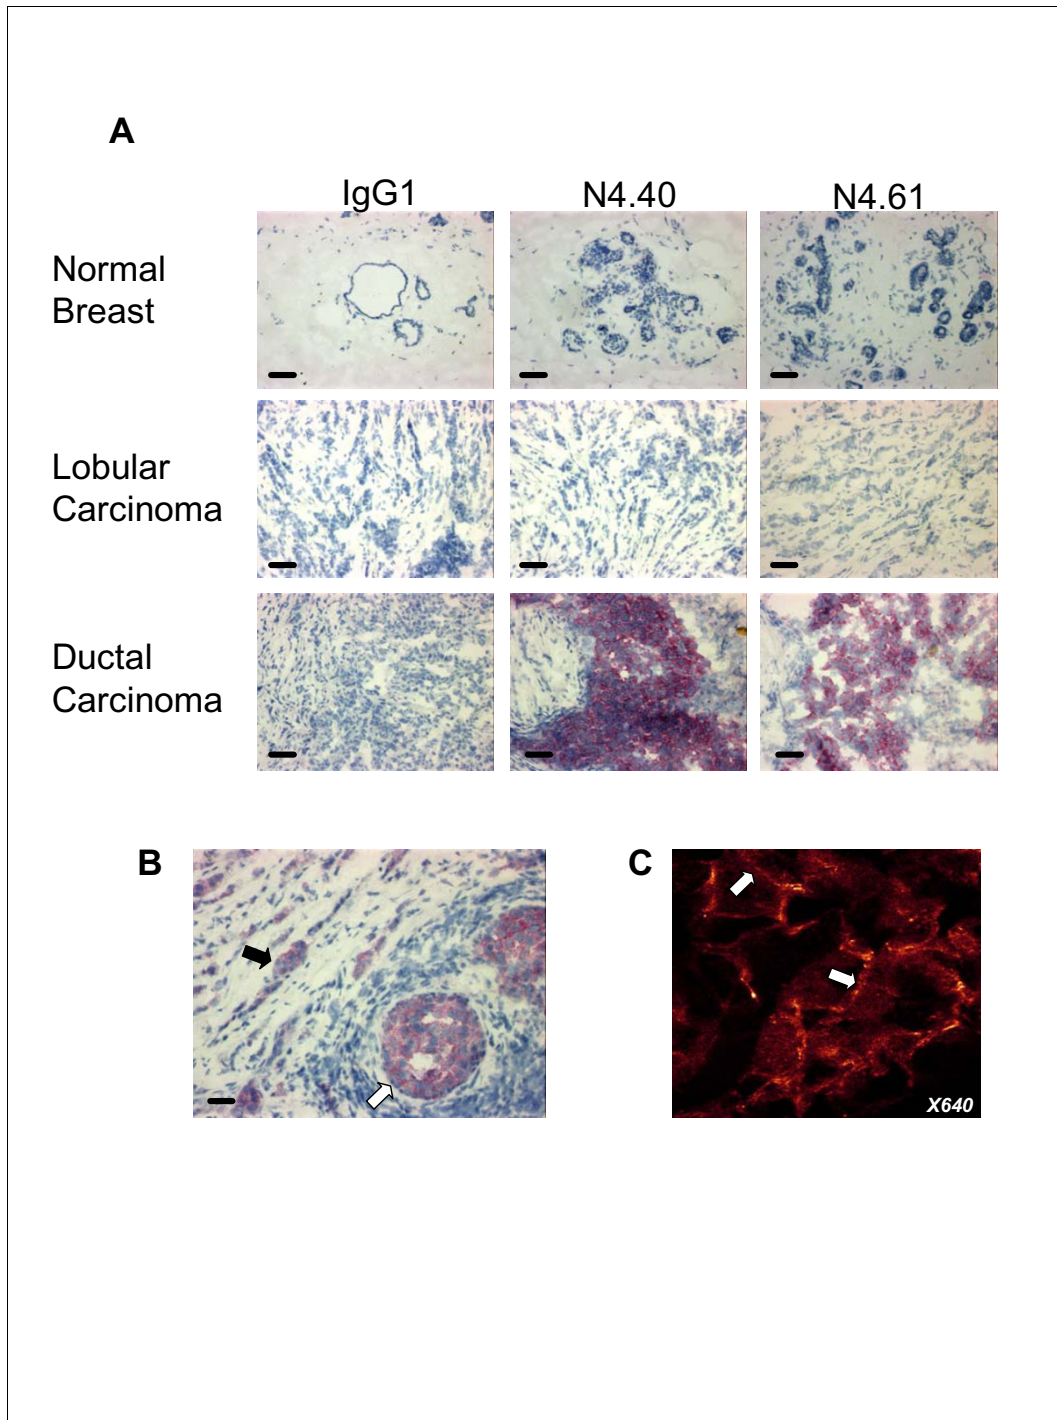 A
IgG1 N4.40 N4.61
Normal
Breast
Lobular
Carcinoma
Ductal
Carcinoma
B
C
X640